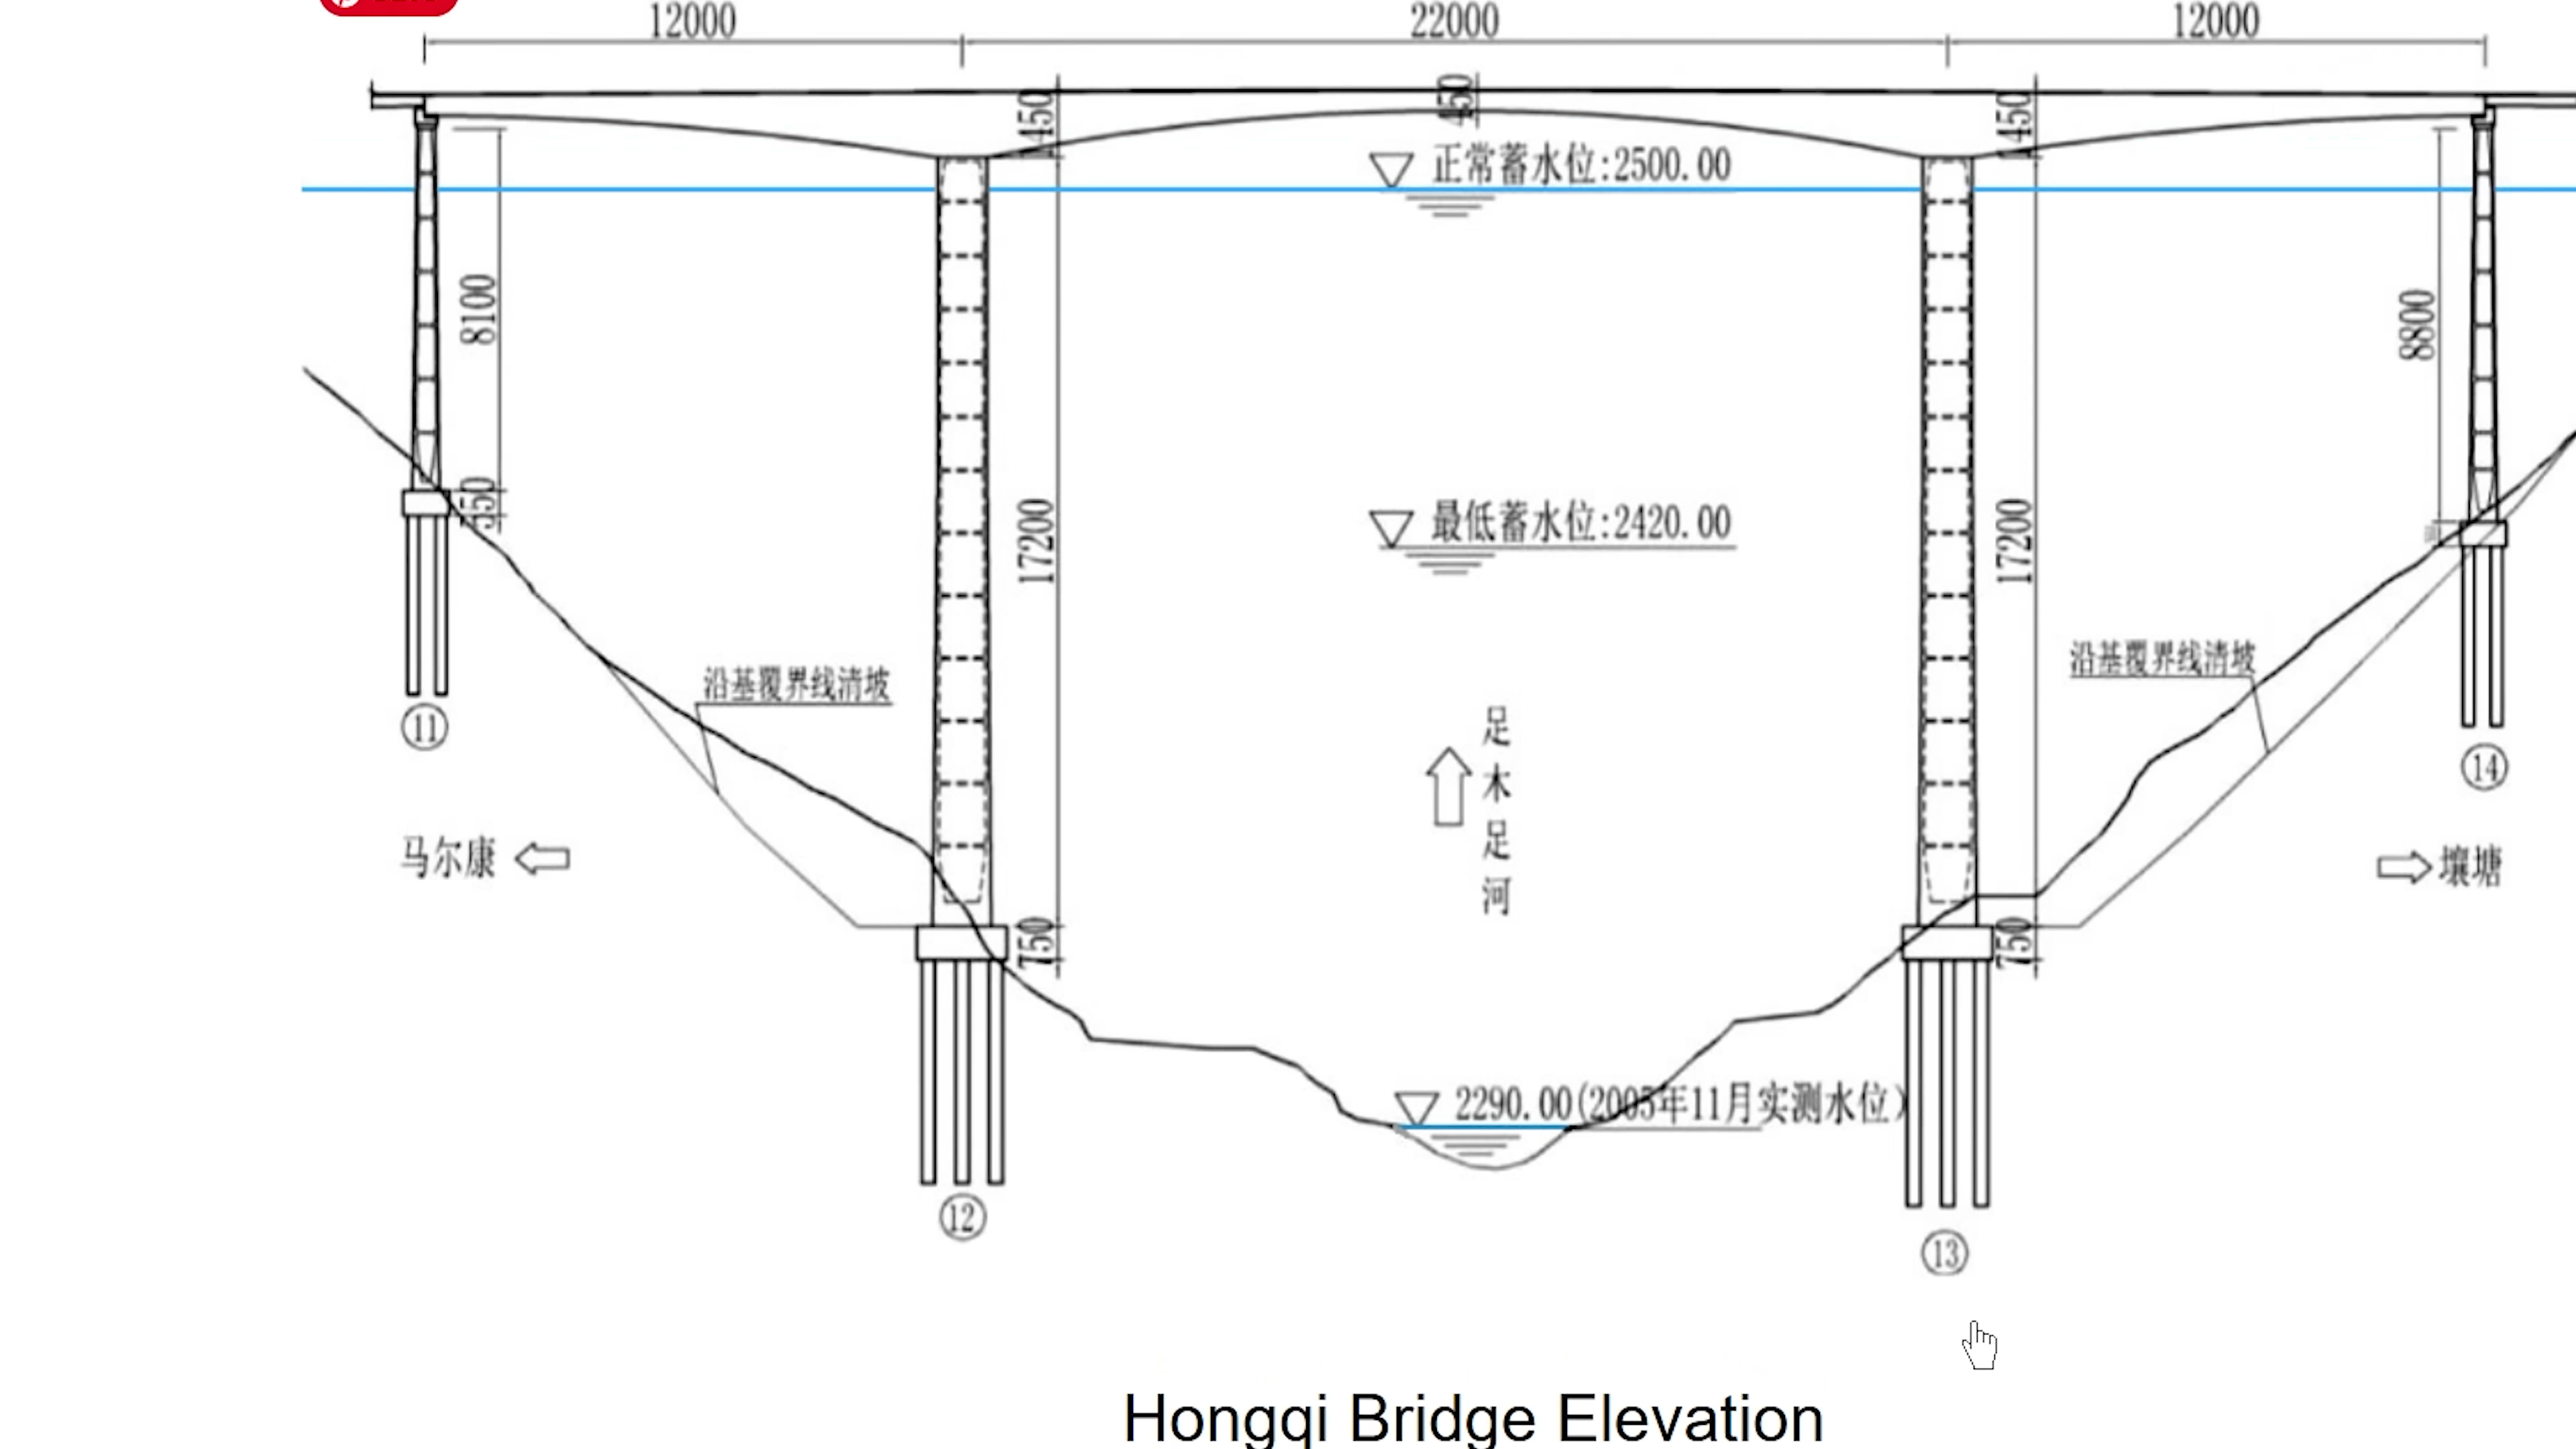 12000
22000
12000
450
1450
1450
正常蓄水位:2500.00
8100
8800
550
最低蓄水位:2420.00
17200
17200
沿基覆界线清坡
沿基覆界线清坡
⑪
足木足河
⑭
马尔康
壤塘
750
750
2290.00(2005年11月实测水位)
⑫
⑬
Hongqi Bridge Elevation